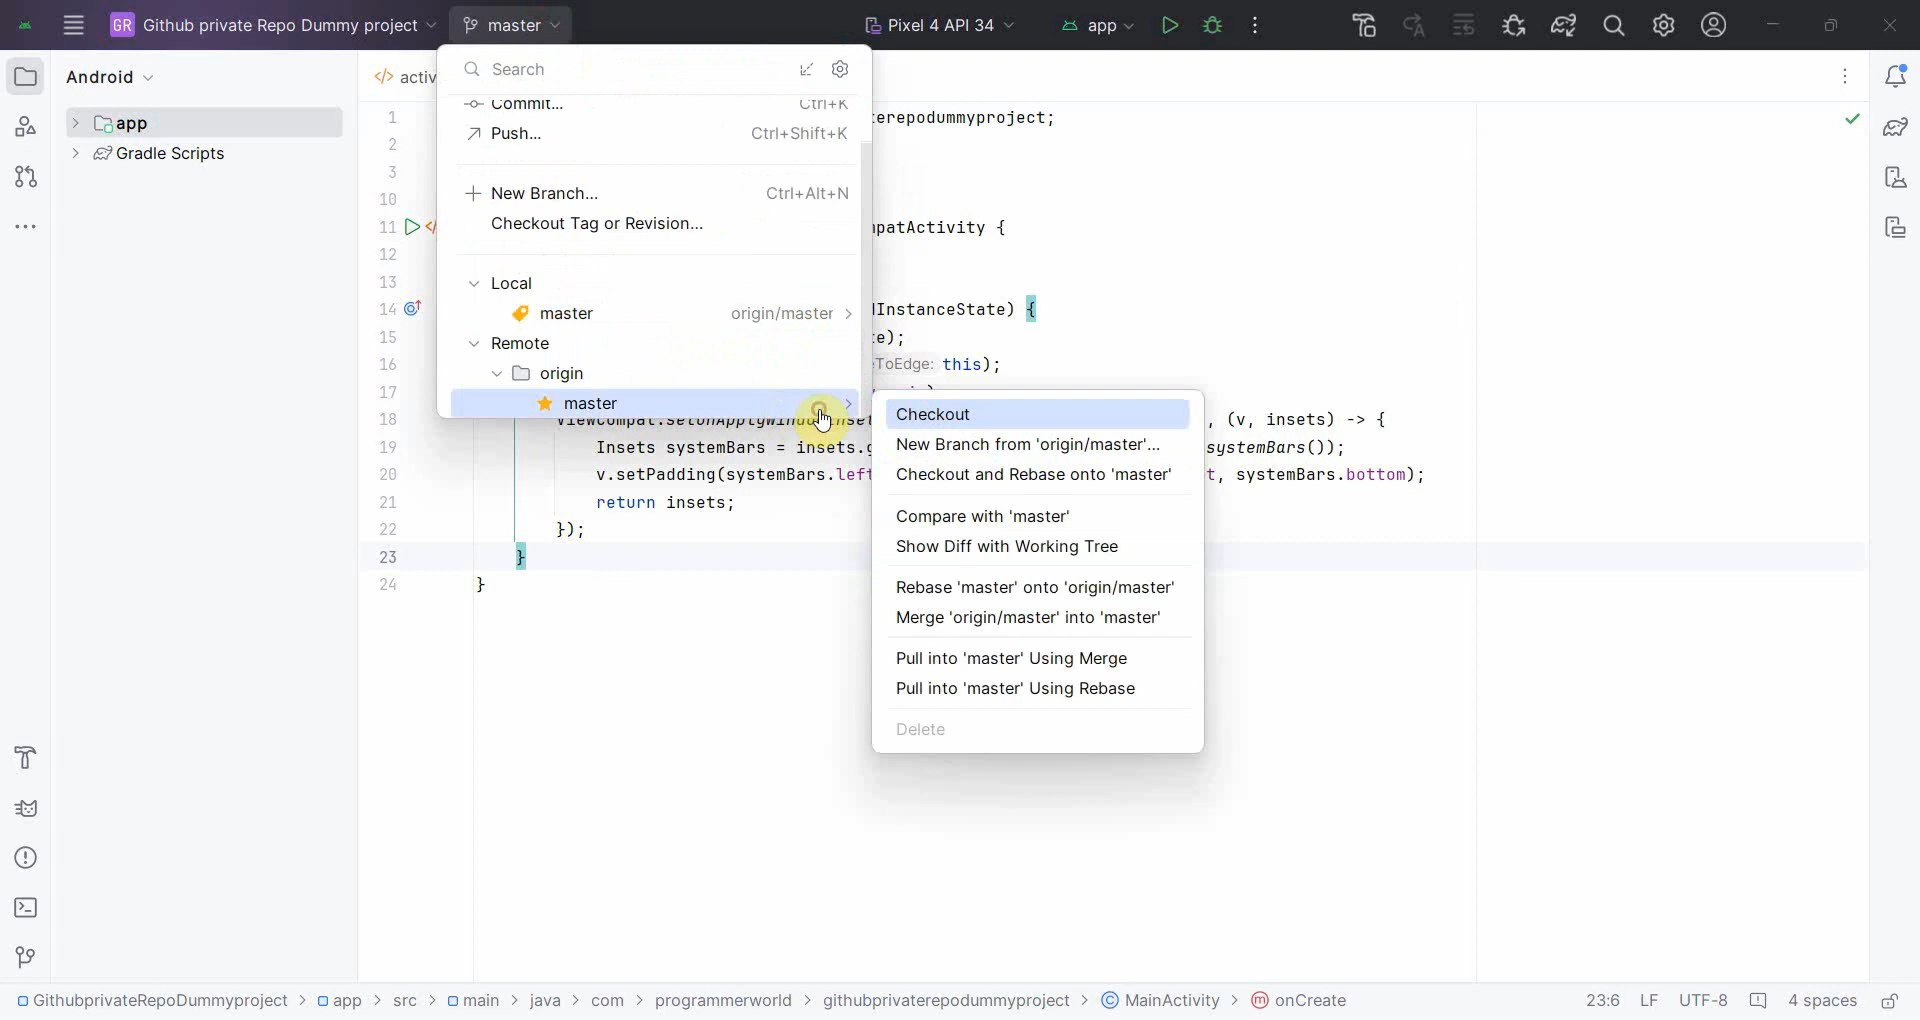 GR Github private Repo Dummy project master Pixel 4 API 34 app
Android
app
Gradle Scripts
</> activ
Search
Commit... Ctrl+K
Push... Ctrl+Shift+K
New Branch... Ctrl+Alt+N
Checkout Tag or Revision...
Local
master origin/master
Remote
origin
master
Checkout
New Branch from 'origin/master'...
Checkout and Rebase onto 'master'
Compare with 'master'
Show Diff with Working Tree
Rebase 'master' onto 'origin/master'
Merge 'origin/master' into 'master'
Pull into 'master' Using Merge
Pull into 'master' Using Rebase
Delete
1 terepodummyproject;
2
3
10
11 patActivity {
12
13
14 InstanceState) {
15 e);
16 ToEdge: this);
17
18 , (v, insets) -> {
19 Insets systemBars = insets.g systemBars());
20 v.setPadding(systemBars.left t, systemBars.bottom);
21 return insets;
22 });
23 }
24 }
GithubprivateRepoDummyproject > app > src > main > java > com > programmerworld > githubprivaterepodummyproject > MainActivity > onCreate 23:6 LF UTF-8 4 spaces